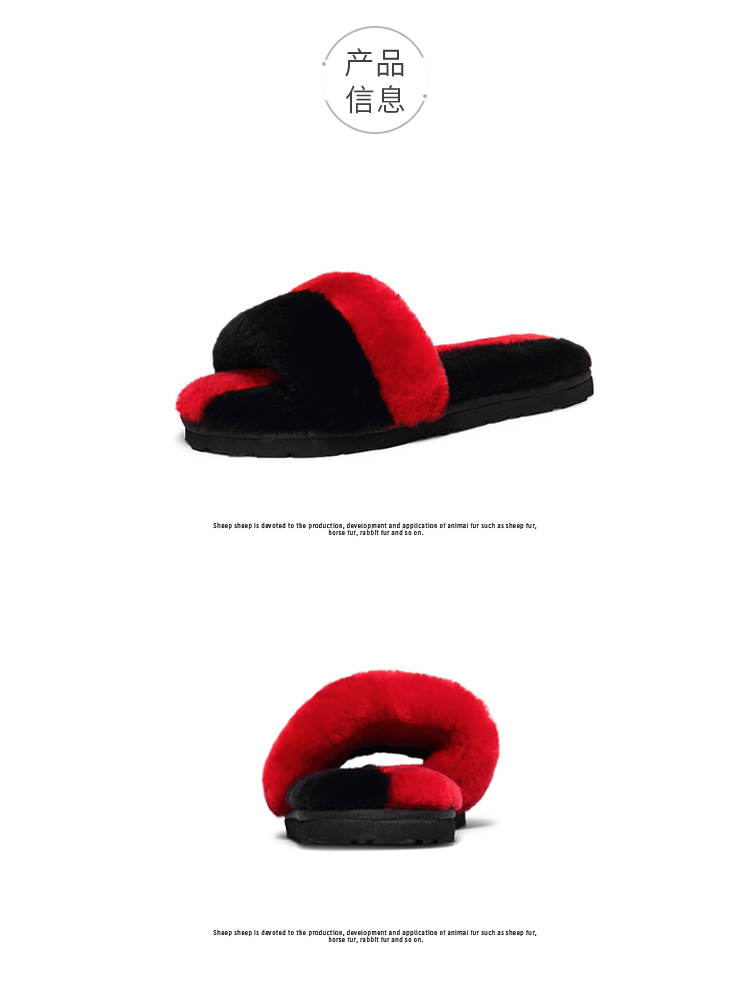 产品
信息
Sheep sheep is devoted to the production, development and application of animal fur such as sheep fur,
horse fur, rabbit fur and so on.
Sheep sheep is devoted to the production, development and application of animal fur such as sheep fur,
horse fur, rabbit fur and so on.